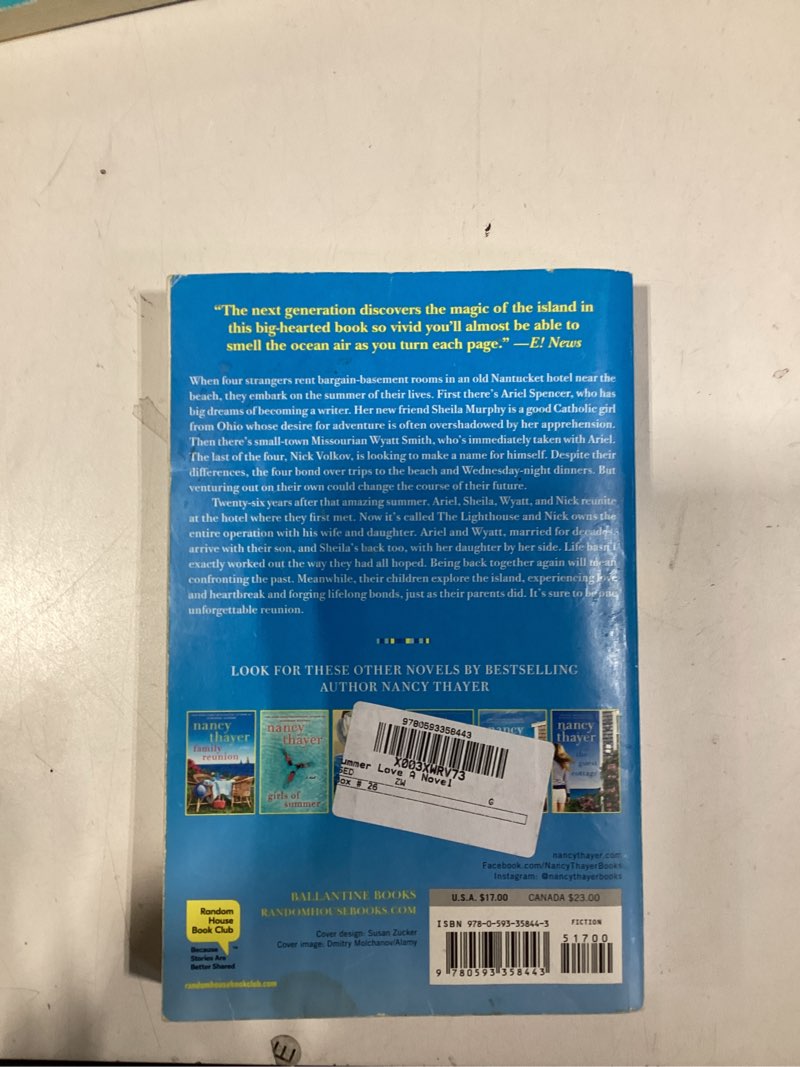 “The next generation discovers the magic of the island in
this big-hearted book so vivid you’ll almost be able to
smell the ocean air as you turn each page.” —E! News
When four strangers rent bargain-basement rooms in an old Nantucket hotel near the
beach, they embark on the summer of their lives. First there’s Ariel Spencer, who has
big dreams of becoming a writer. Her new friend Sheila Murphy is a good Catholic girl
from Ohio whose desire for adventure is often overshadowed by her apprehension.
Then there’s small-town Missourian Wyatt Smith, who’s immediately taken with Ariel.
The last of the four, Nick Volkov, is looking to make a name for himself. Despite their
differences, the four bond over trips to the beach and Wednesday-night dinners. But
venturing out on their own could change the course of their future.
Twenty-six years after that amazing summer, Ariel, Sheila, Wyatt, and Nick reunite
at the hotel where they first met. Now it’s called The Lighthouse and Nick owns the
entire operation with his wife and daughter. Ariel and Wyatt, married for decades,
arrive with their son, and Sheila’s back too, with her daughter by her side. Life hasn’t
exactly worked out the way they had all hoped. Being back together again will mean
confronting the past. Meanwhile, their children explore the island, experiencing love
and heartbreak and forging lifelong bonds, just as their parents did. It’s sure to be one
unforgettable reunion.
LOOK FOR THESE OTHER NOVELS BY BESTSELLING
AUTHOR NANCY THAYER
nancy
thayer
family
reunion
nancy
thayer
girls of
summer
nancy
nancy
thayer
the
guest
cottage
9780593358443
X003XWRV73
ummer Love A Novel
SED
ZW
G
ox # 26
nancythayer.com
Facebook.com/NancyThayerBooks
Instagram: @nancythayerbooks
BALLANTINE BOOKS
RANDOMHOUSEBOOKS.COM
Cover design: Susan Zucker
Cover image: Dmitry Molchanov/Alamy
Random
House
Book Club
Because
Stories Are
Better Shared
™
randomhousebookclub.com
U.S.A. $17.00 CANADA $23.00
ISBN 978-0-593-35844-3
FICTION
51700
9 780593 358443